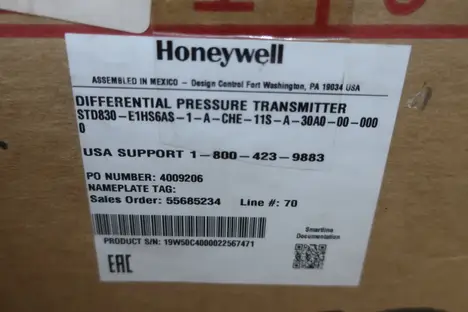 Honeywell
ASSEMBLED IN MEXICO - Design Control Fort Washington, PA 19034 USA
DIFFERENTIAL PRESSURE TRANSMITTER
STD830-E1HS6AS-1-A-CHE-11S-A-30A0-00-000
0
USA SUPPORT 1-800-423-9883
PO NUMBER: 4009206
NAMEPLATE TAG:
Sales Order: 55685234 Line #: 70
Smartline
Documentation
PRODUCT S/N: 19W50C4000022567471
EAC